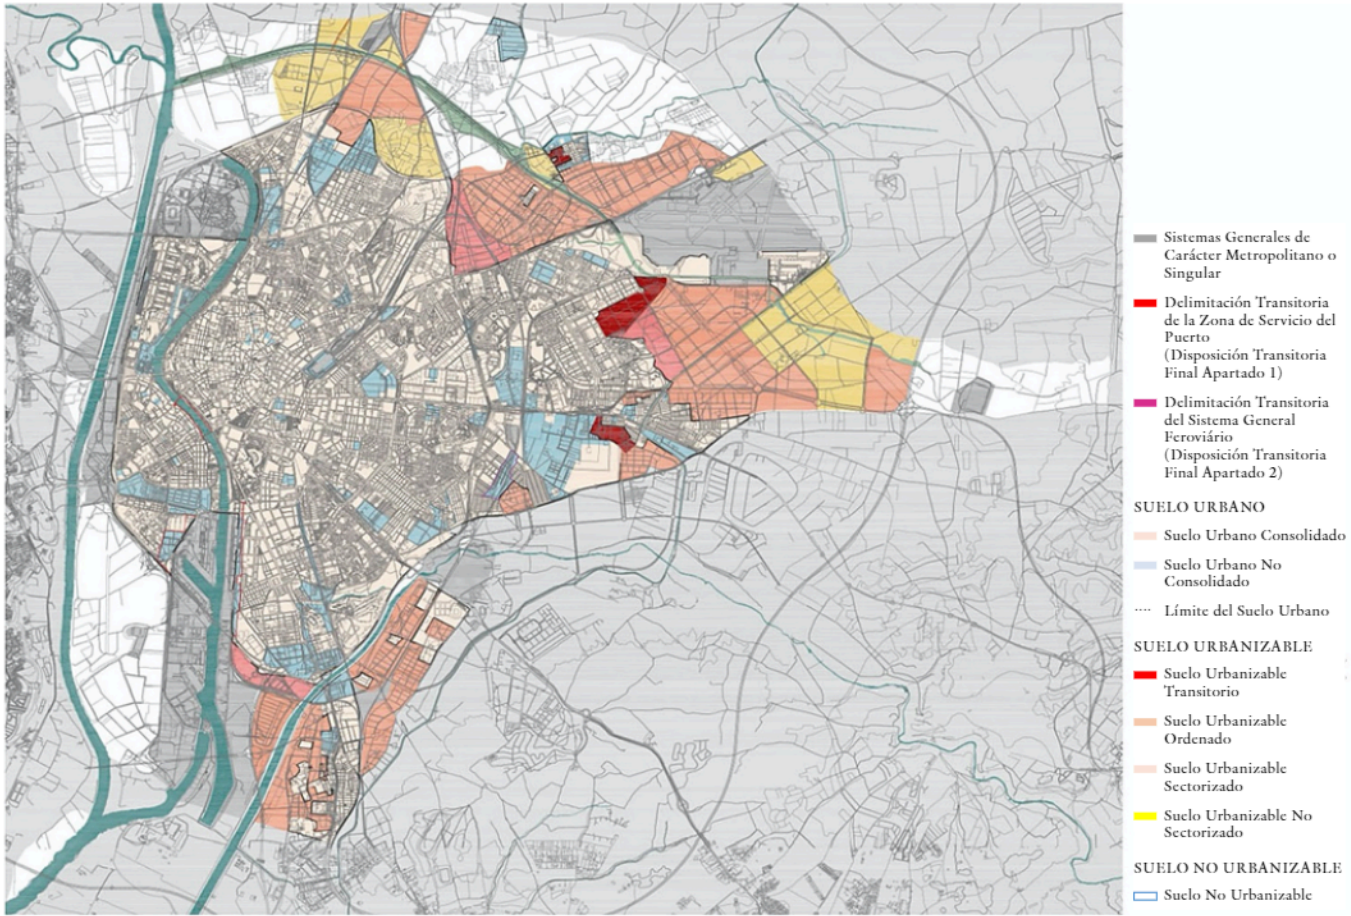 Sistemas Generales de
Carácter Metropolitano o
Singular
Delimitación Transitoria
de la Zona de Servicio del
Puerto
(Disposición Transitoria
Final Apartado 1)
Delimitación Transitoria
del Sistema General
Feroviário
(Disposición Transitoria
Final Apartado 2)
SUELO URBANO
Suelo Urbano Consolidado
Suelo Urbano No
Consolidado
Límite del Suelo Urbano
SUELO URBANIZABLE
Suelo Urbanizable
Transitorio
Suelo Urbanizable
Ordenado
Suelo Urbanizable
Sectorizado
Suelo Urbanizable No
Sectorizado
SUELO NO URBANIZABLE
Suelo No Urbanizable